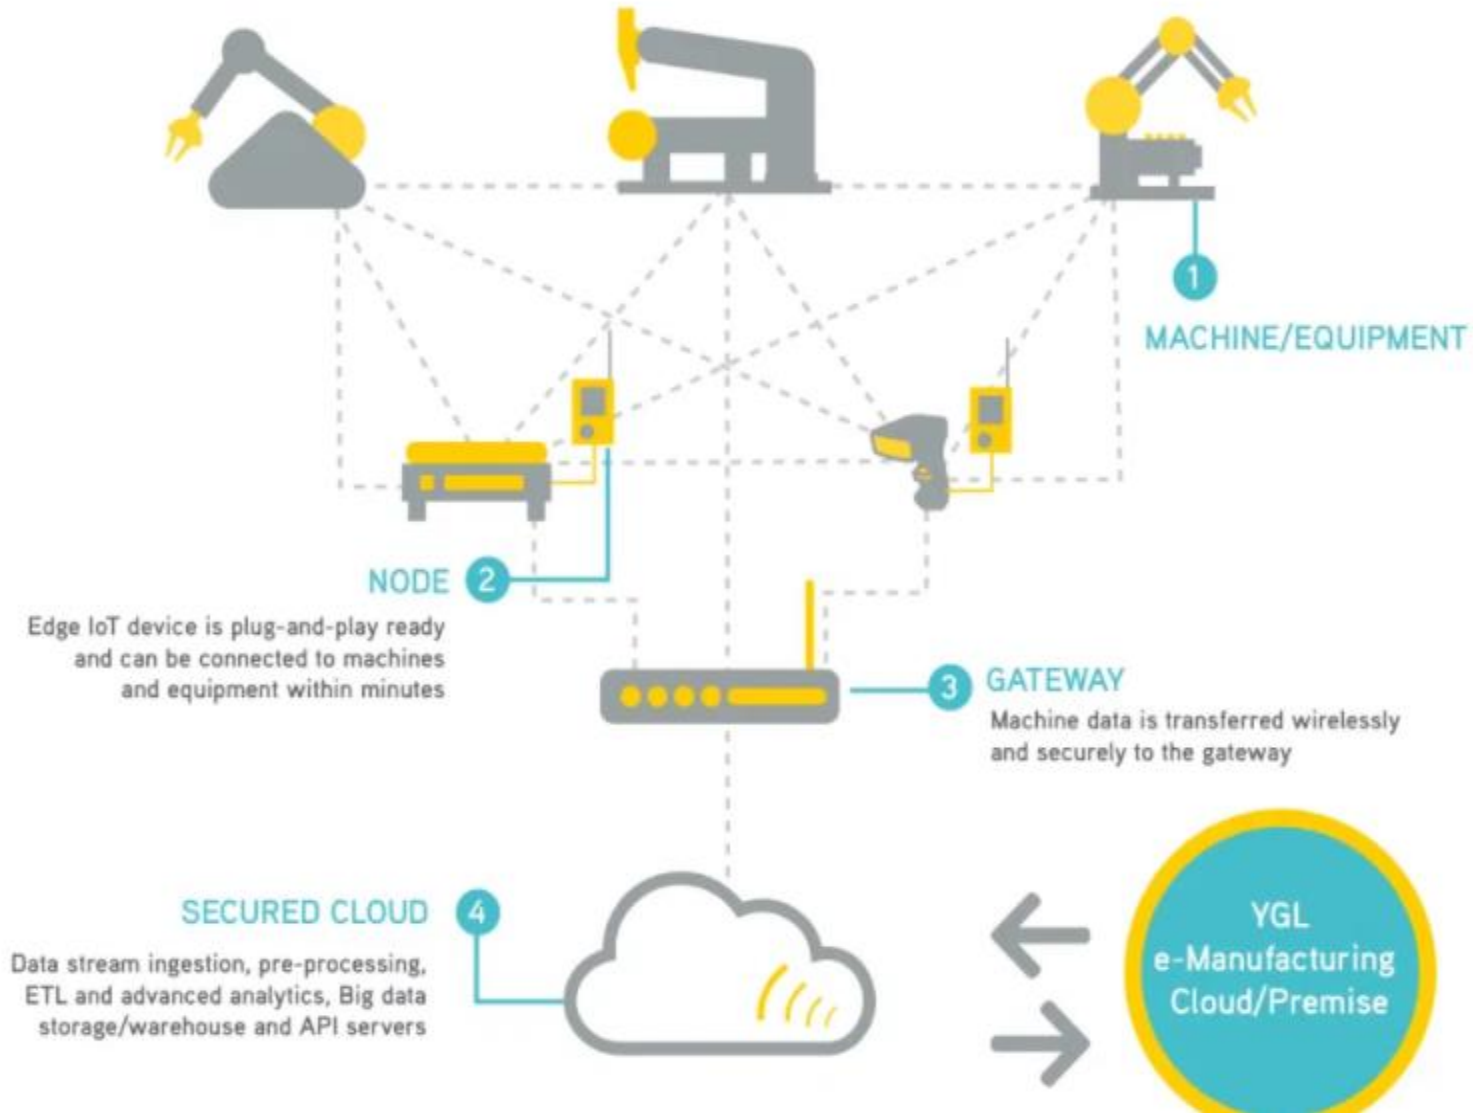 1
MACHINE/EQUIPMENT
NODE 2
Edge IoT device is plug-and-play ready
and can be connected to machines
and equipment within minutes
3 GATEWAY
Machine data is transferred wirelessly
and securely to the gateway
SECURED CLOUD 4
Data stream ingestion, pre-processing,
ETL and advanced analytics, Big data
storage/warehouse and API servers
YGL
e-Manufacturing
Cloud/Premise